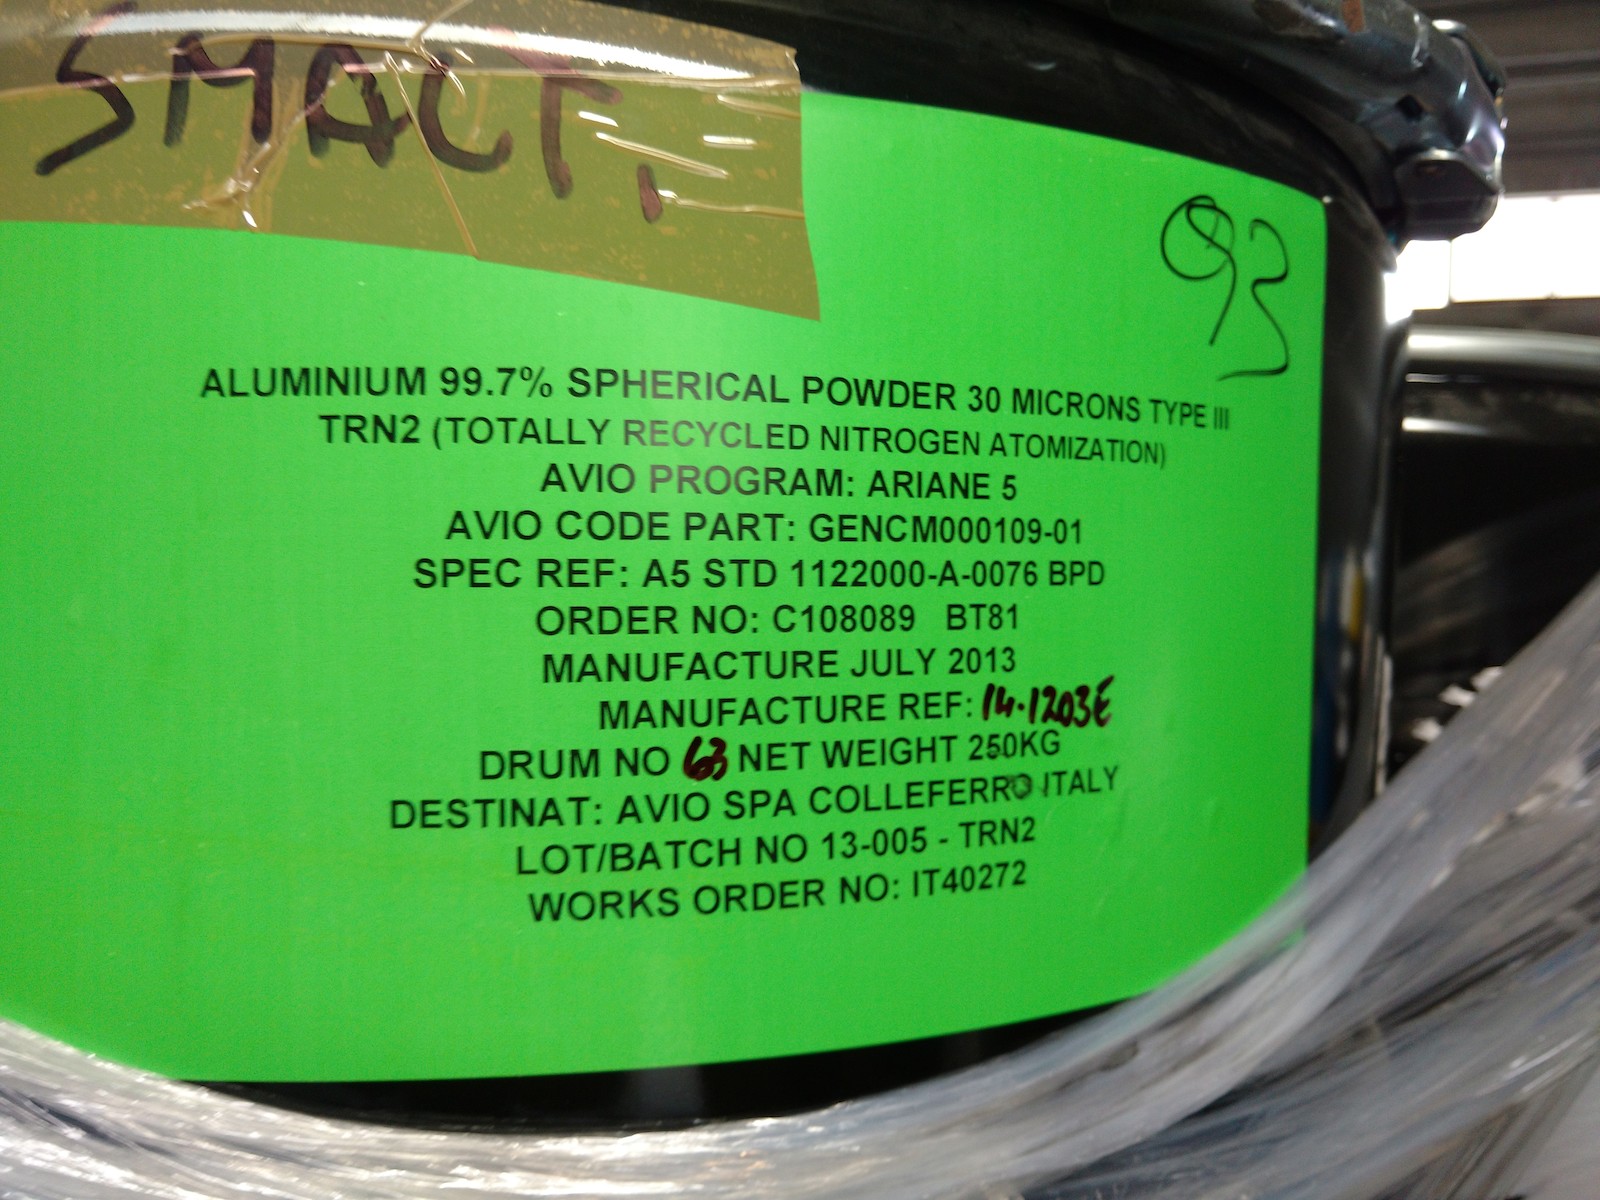 SMACT,
93
ALUMINIUM 99.7% SPHERICAL POWDER 30 MICRONS TYPE III
TRN2 (TOTALLY RECYCLED NITROGEN ATOMIZATION)
AVIO PROGRAM: ARIANE 5
AVIO CODE PART: GENCM000109-01
SPEC REF: A5 STD 1122000-A-0076 BPD
ORDER NO: C108089 BT81
MANUFACTURE JULY 2013
MANUFACTURE REF: 14-1203E
DRUM NO 63 NET WEIGHT 250KG
DESTINAT: AVIO SPA COLLEFERRO ITALY
LOT/BATCH NO 13-005 - TRN2
WORKS ORDER NO: IT40272